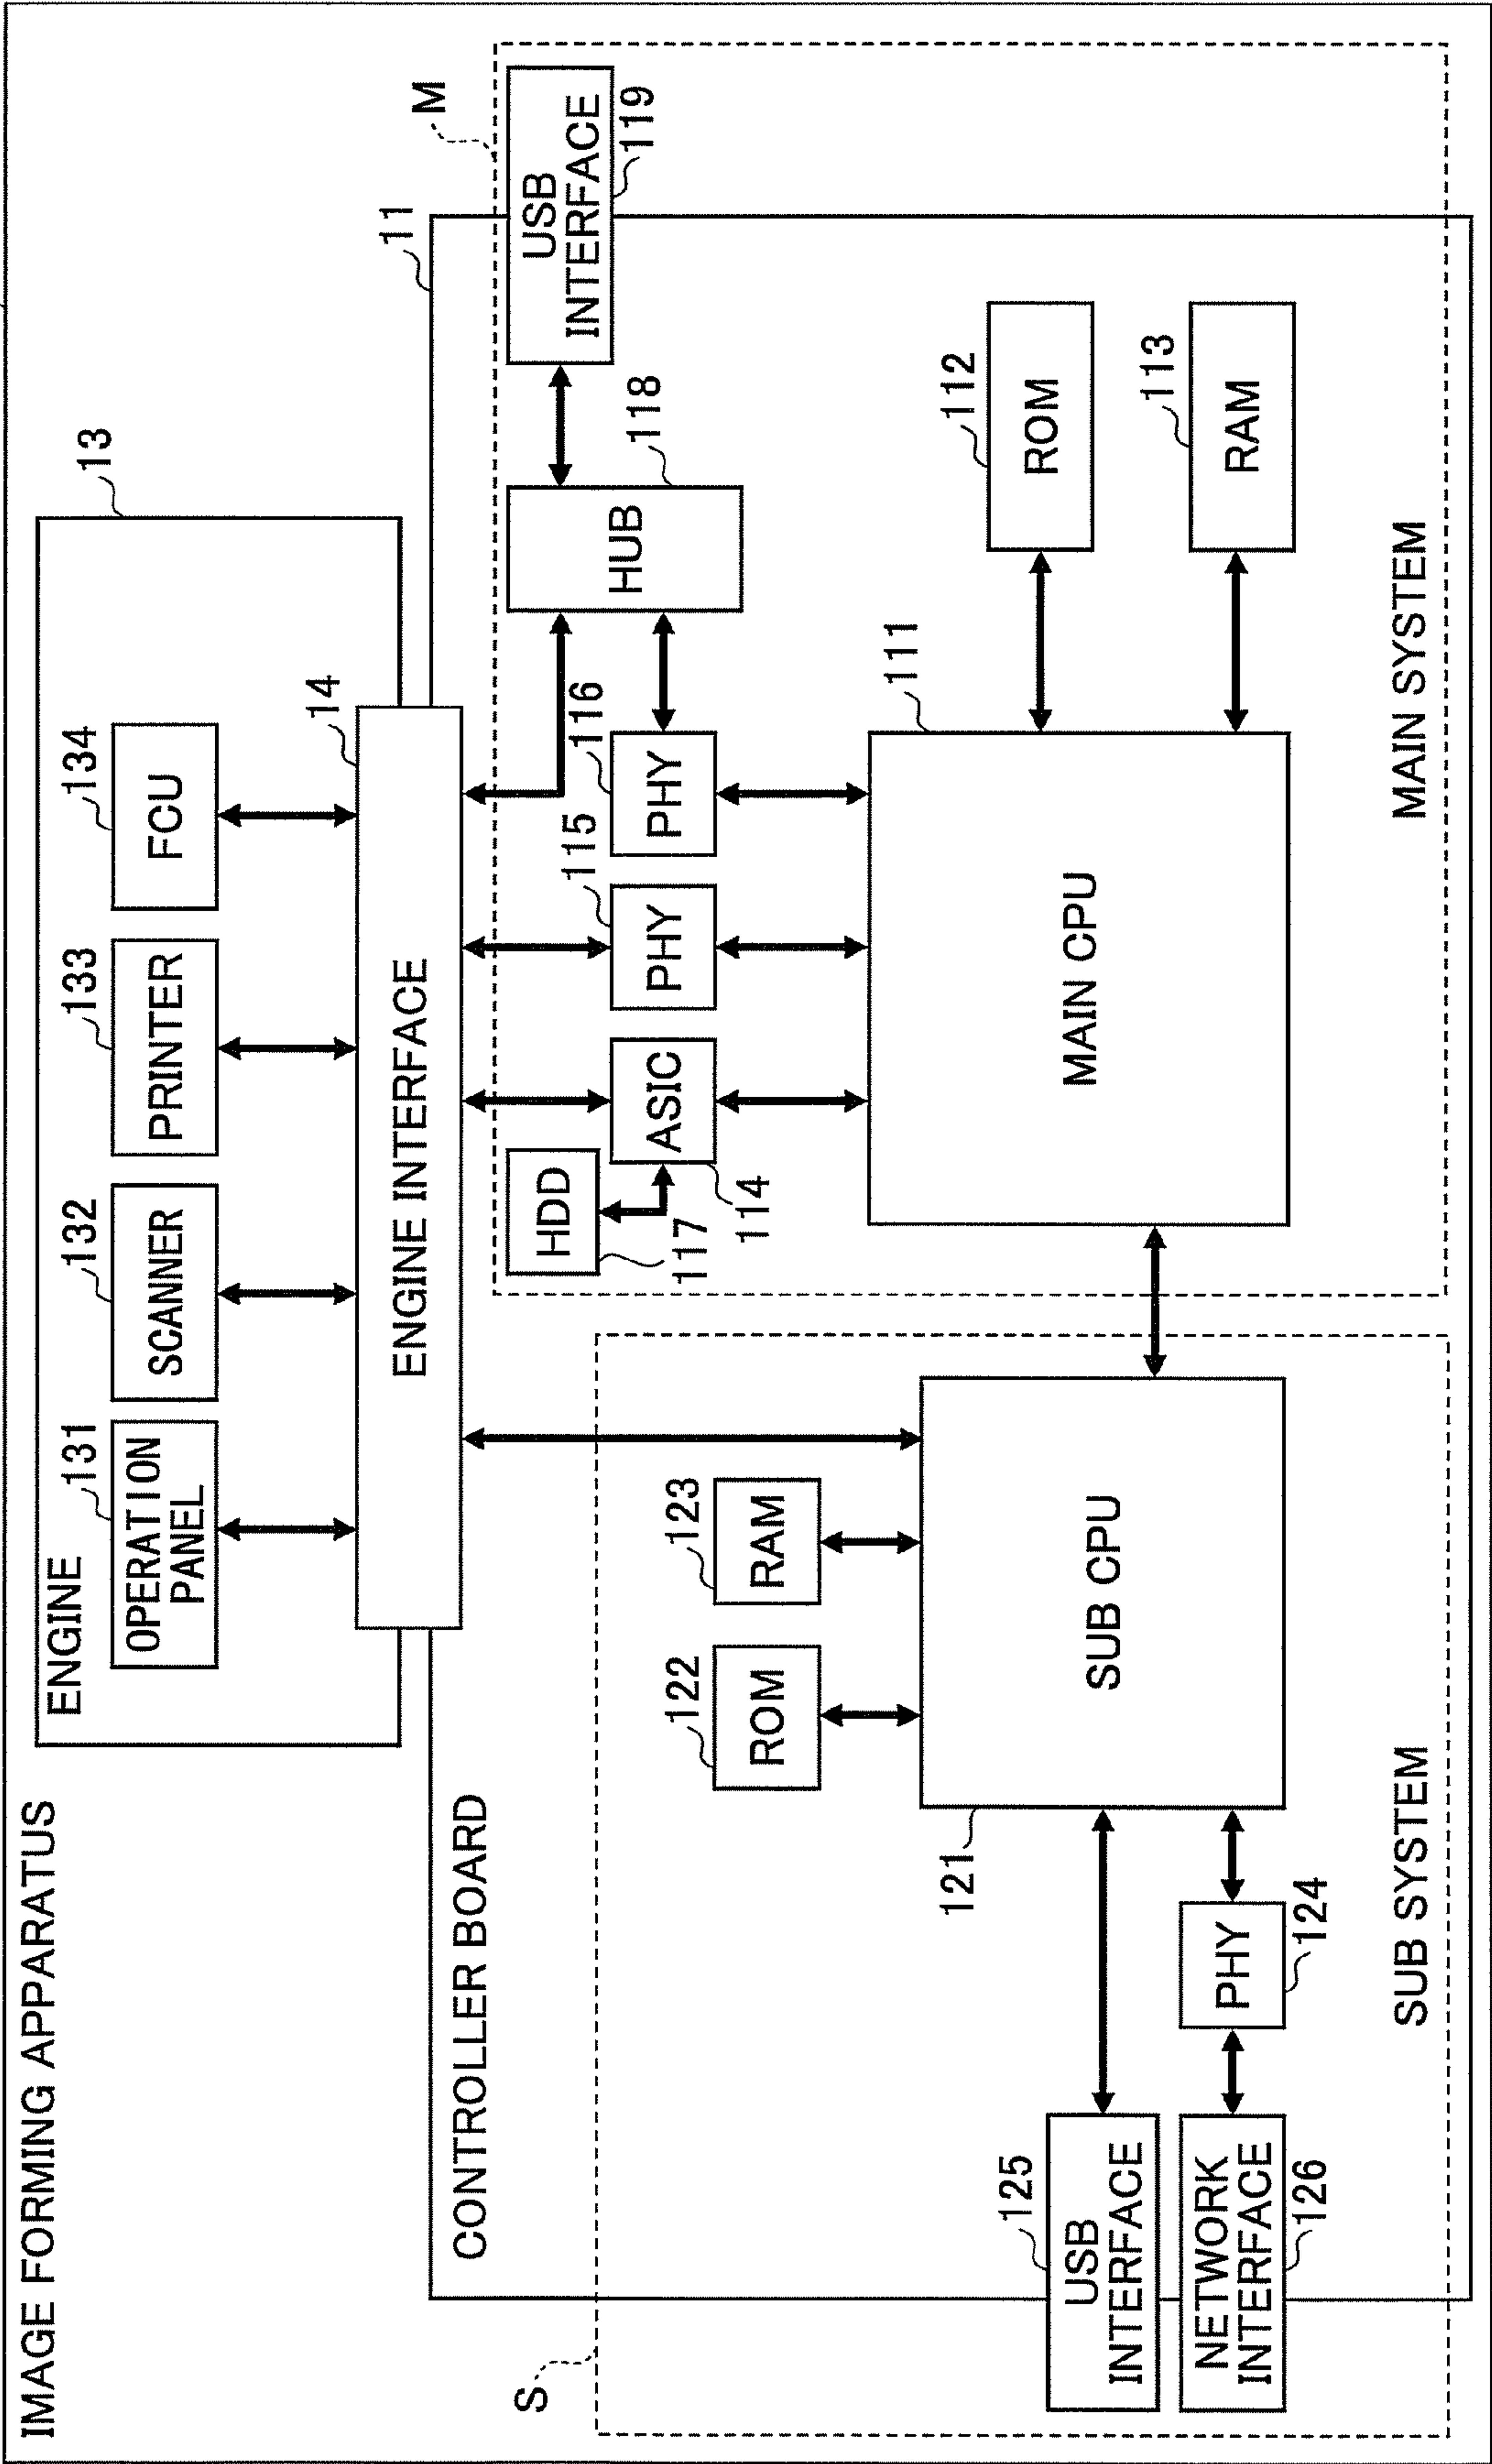 IMAGE FORMING APPARATUS
ENGINE
13
131
OPERATION
PANEL
132
SCANNER
133
PRINTER
134
FCU
14
ENGINE INTERFACE
CONTROLLER BOARD
11
M
S
SUB SYSTEM
122
ROM
123
RAM
121
SUB CPU
125
USB
INTERFACE
124
PHY
NETWORK
INTERFACE
126
HDD
117
ASIC
114
115
PHY
116
PHY
HUB
118
USB
INTERFACE
119
111
MAIN CPU
112
ROM
113
RAM
MAIN SYSTEM